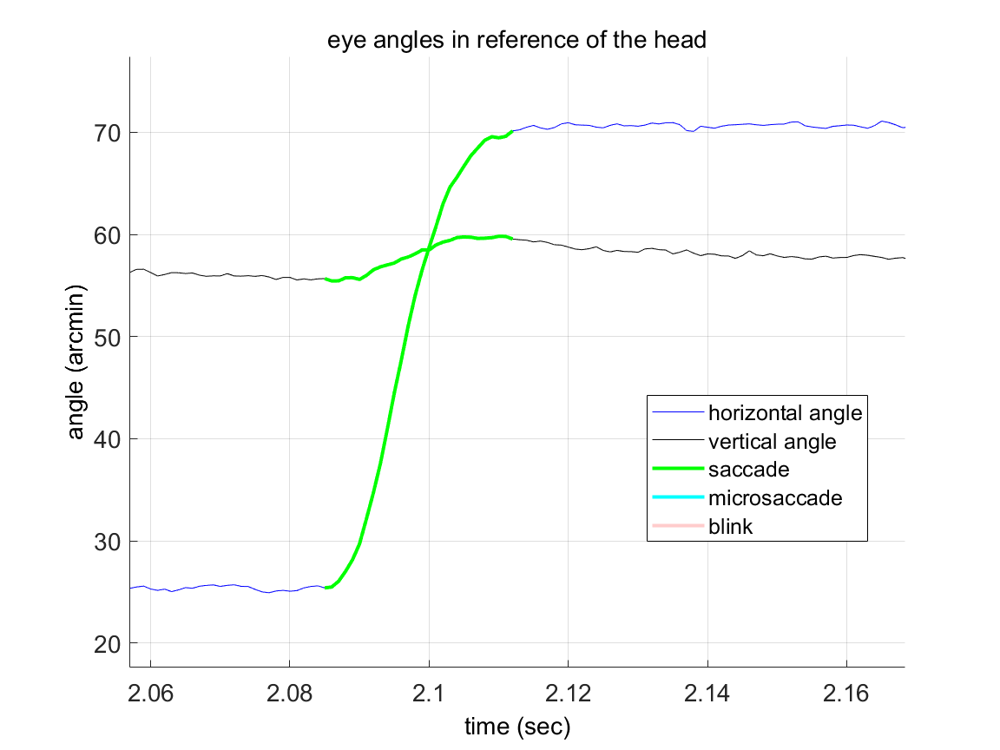 eye angles in reference of the head
70
60
50
40
30
20
angle (arcmin)
horizontal angle
vertical angle
saccade
microsaccade
blink
2.06 2.08 2.1 2.12 2.14 2.16
time (sec)